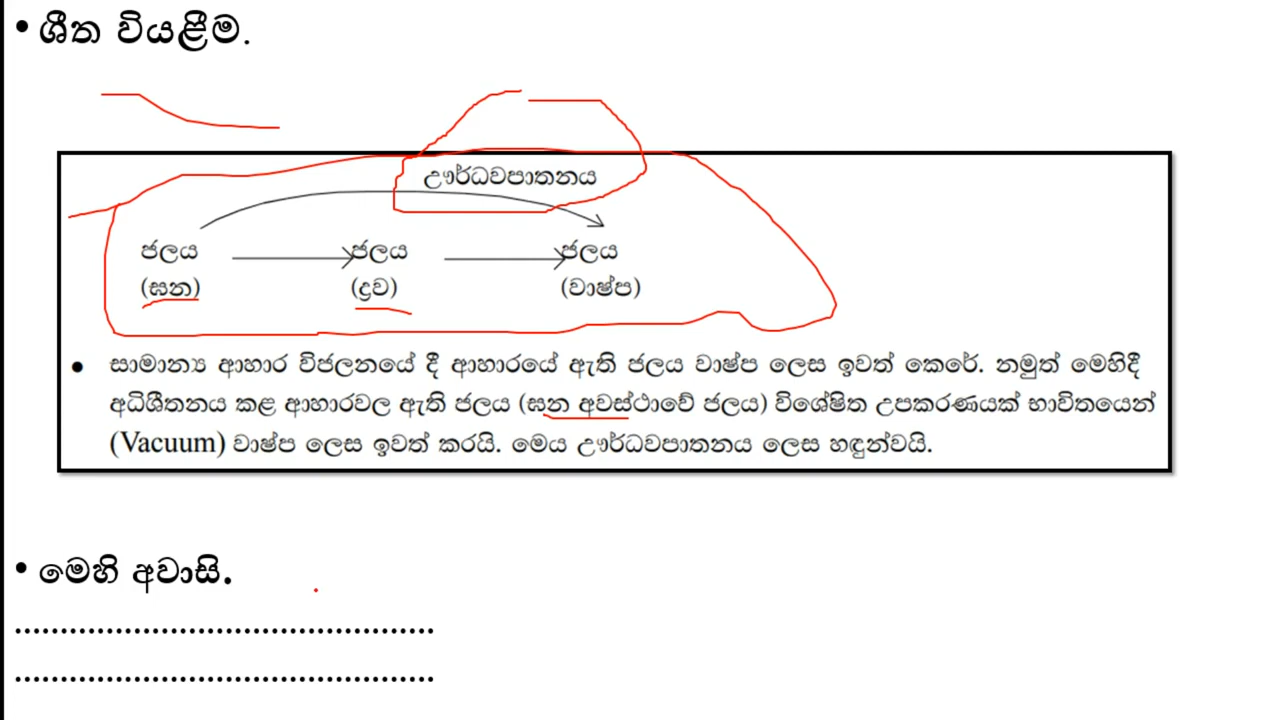 • ශීත වියළීම.
ඌර්ධවපාතනය
ජලය ජලය ජලය
(ඝන) (ද්‍රව) (වාෂ්ප)
• සාමාන්‍ය ආහාර විජලනයේ දී ආහාරයේ ඇති ජලය වාෂ්ප ලෙස ඉවත් කෙරේ. නමුත් මෙහිදී
අධිශීතනය කළ ආහාරවල ඇති ජලය (ඝන අවස්ථාවේ ජලය) විශේෂිත උපකරණයක් භාවිතයෙන්
(Vacuum) වාෂ්ප ලෙස ඉවත් කරයි. මෙය ඌර්ධවපාතනය ලෙස හඳුන්වයි.
• මෙහි අවාසි.
..............................................
..............................................